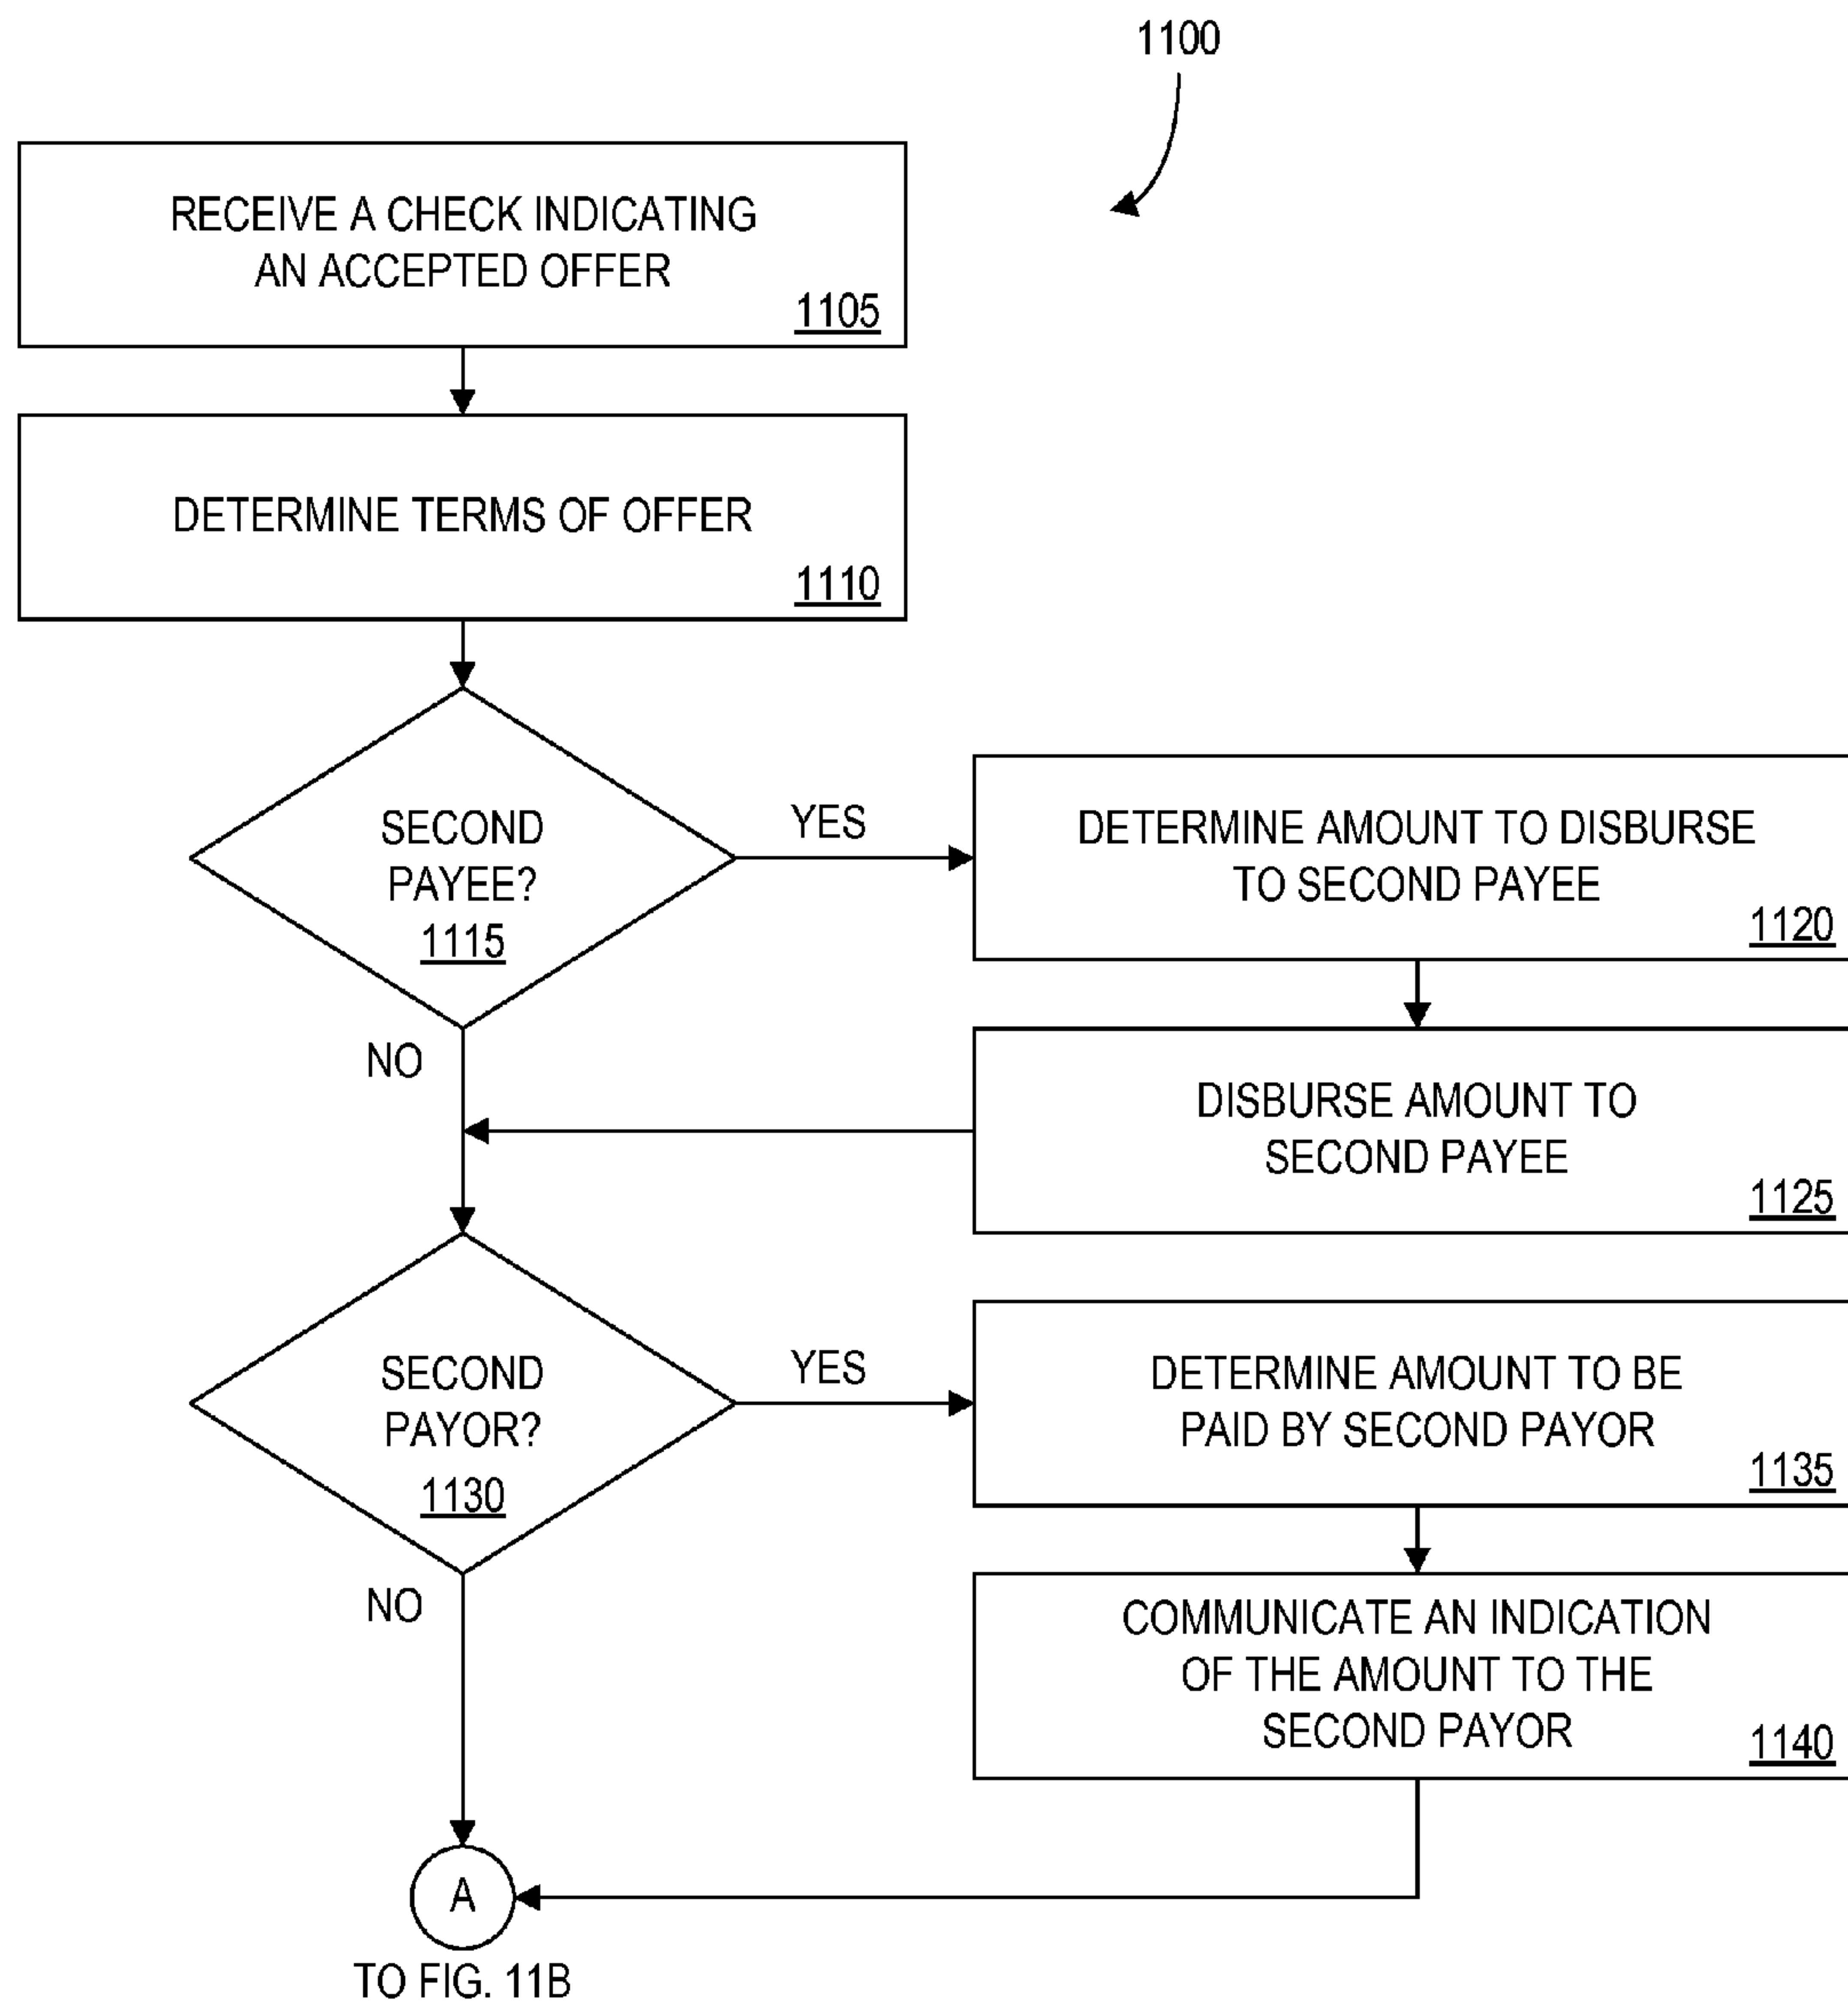 1100
RECEIVE A CHECK INDICATING
AN ACCEPTED OFFER
1105
DETERMINE TERMS OF OFFER
1110
SECOND
PAYEE?
1115
YES
NO
DETERMINE AMOUNT TO DISBURSE
TO SECOND PAYEE
1120
DISBURSE AMOUNT TO
SECOND PAYEE
1125
SECOND
PAYOR?
1130
YES
NO
DETERMINE AMOUNT TO BE
PAID BY SECOND PAYOR
1135
COMMUNICATE AN INDICATION
OF THE AMOUNT TO THE
SECOND PAYOR
1140
A
TO FIG. 11B